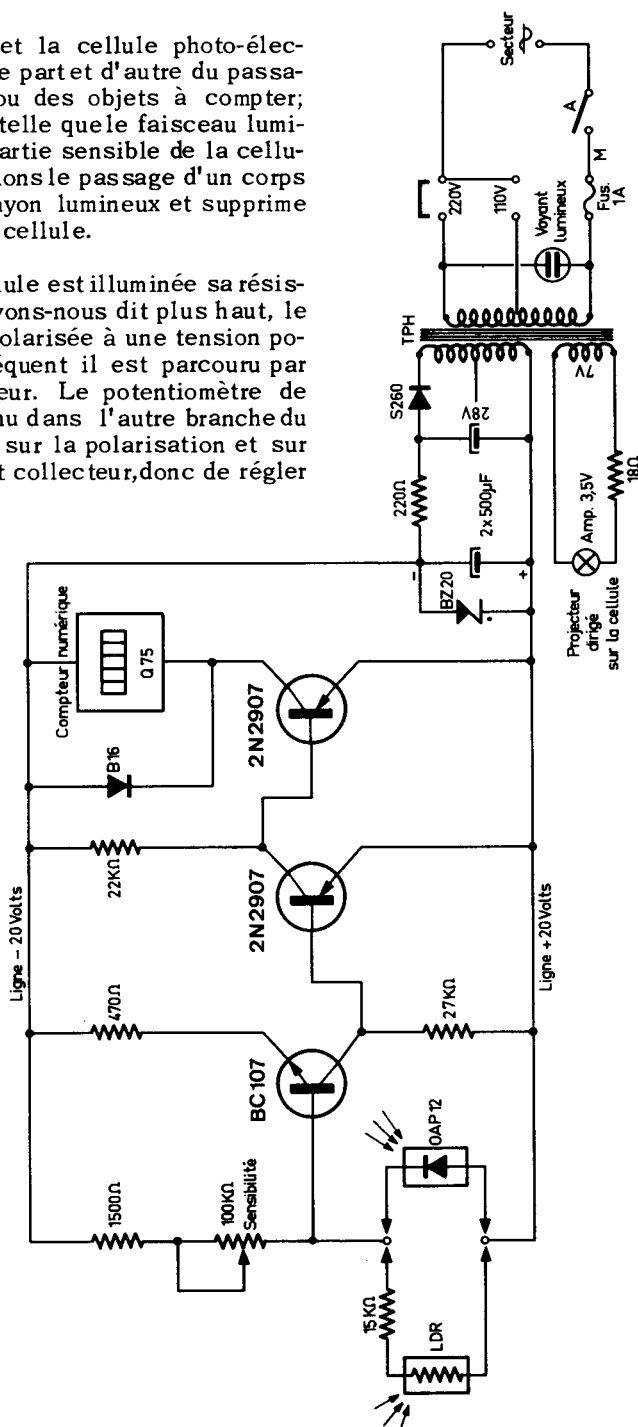 et la cellule photo-élec-
e part et d'autre du passa-
ou des objets à compter;
telle que le faisceau lumi-
artie sensible de la cellu-
ons le passage d'un corps
ayon lumineux et supprime
cellule.
lule est illuminée sa résis-
vons-nous dit plus haut, le
olarisée à une tension po-
équent il est parcouru par
eur. Le potentiomètre de
nu dans l'autre branche du
sur la polarisation et sur
t collecteur, donc de régler
Secteur
A
M
220V
110V
Voyant
lumineux
Fus.
1A
TPH
S260
28V
7V
220Ω
2x500µF
BZ20
-
+
Amp. 3,5V
18Ω
Projecteur
dirigé
sur la cellule
Compteur numérique
Q75
B16
2N2907
22KΩ
2N2907
Ligne - 20 Volts
Ligne + 20 Volts
470Ω
BC107
27KΩ
1500Ω
100KΩ
Sensibilité
OAP12
15KΩ
LDR